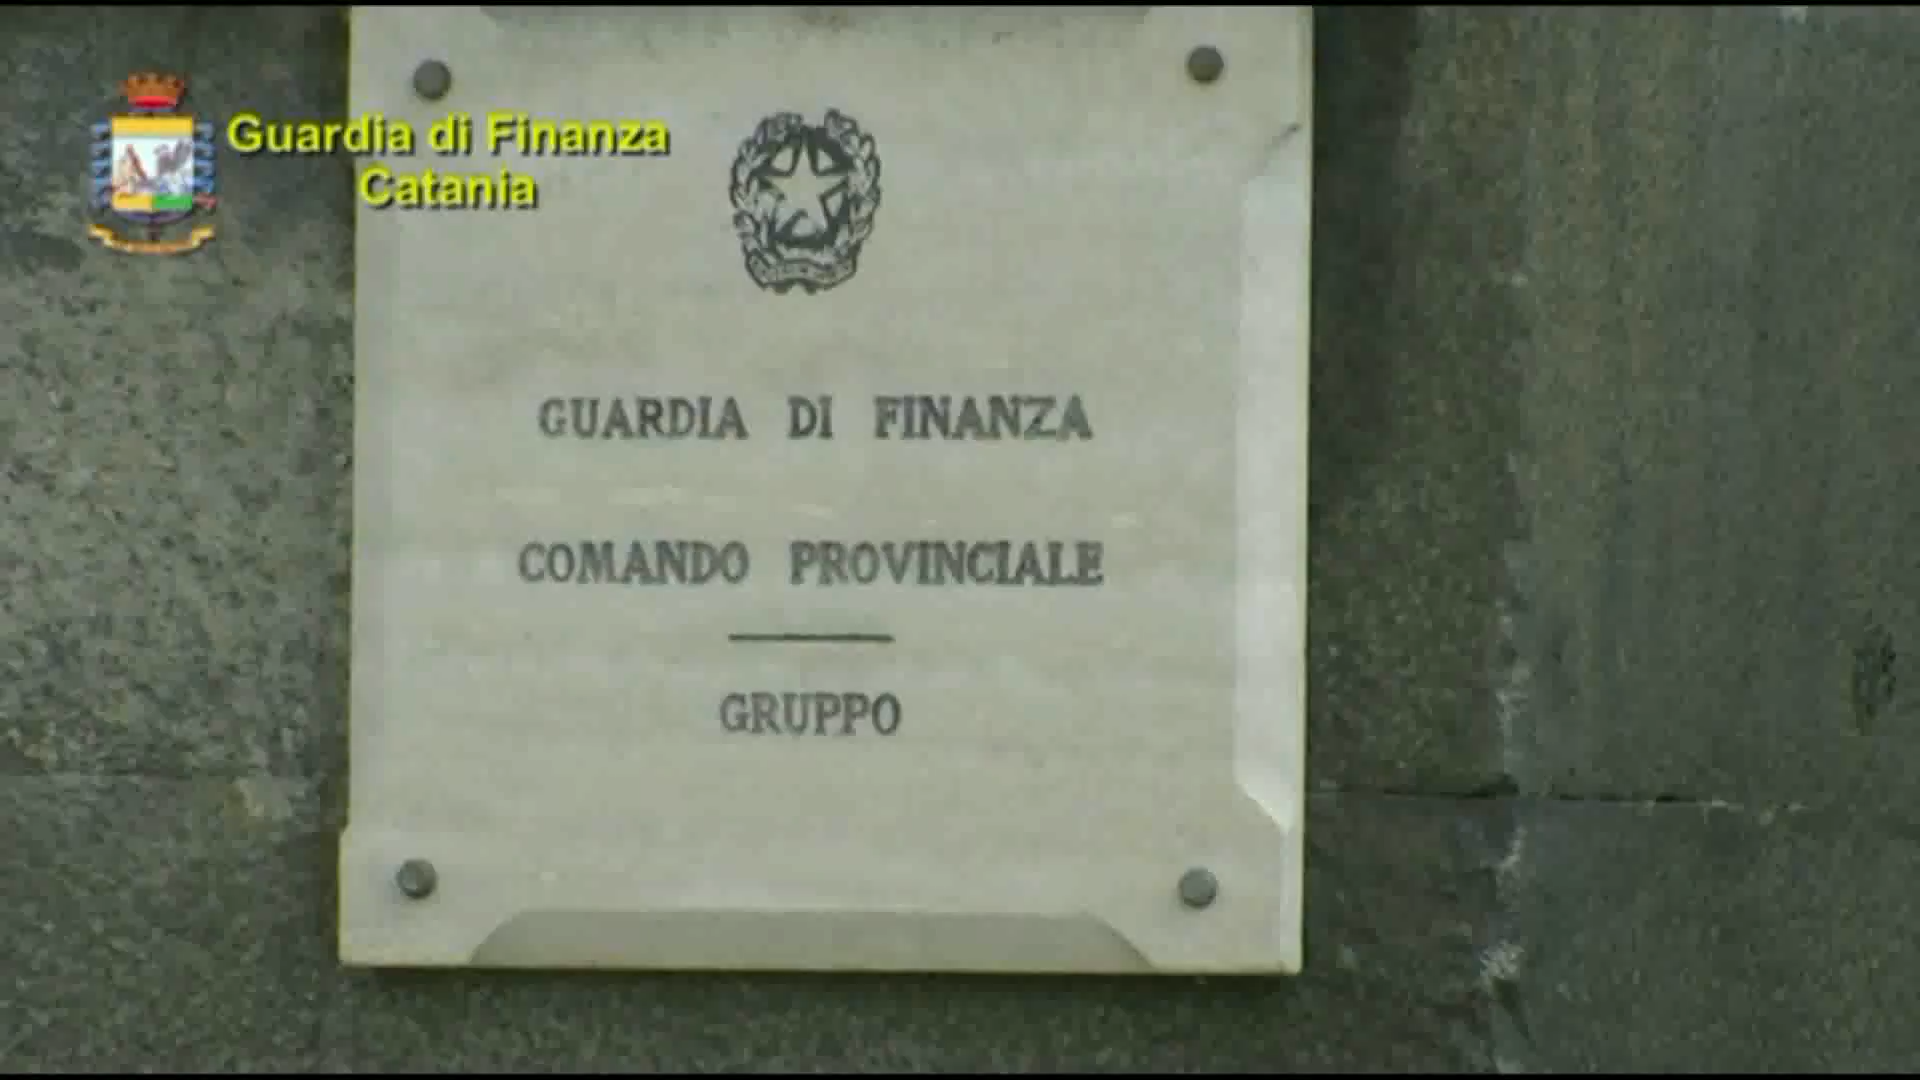 Guardia di Finanza
Catania
GUARDIA DI FINANZA
COMANDO PROVINCIALE
GRUPPO